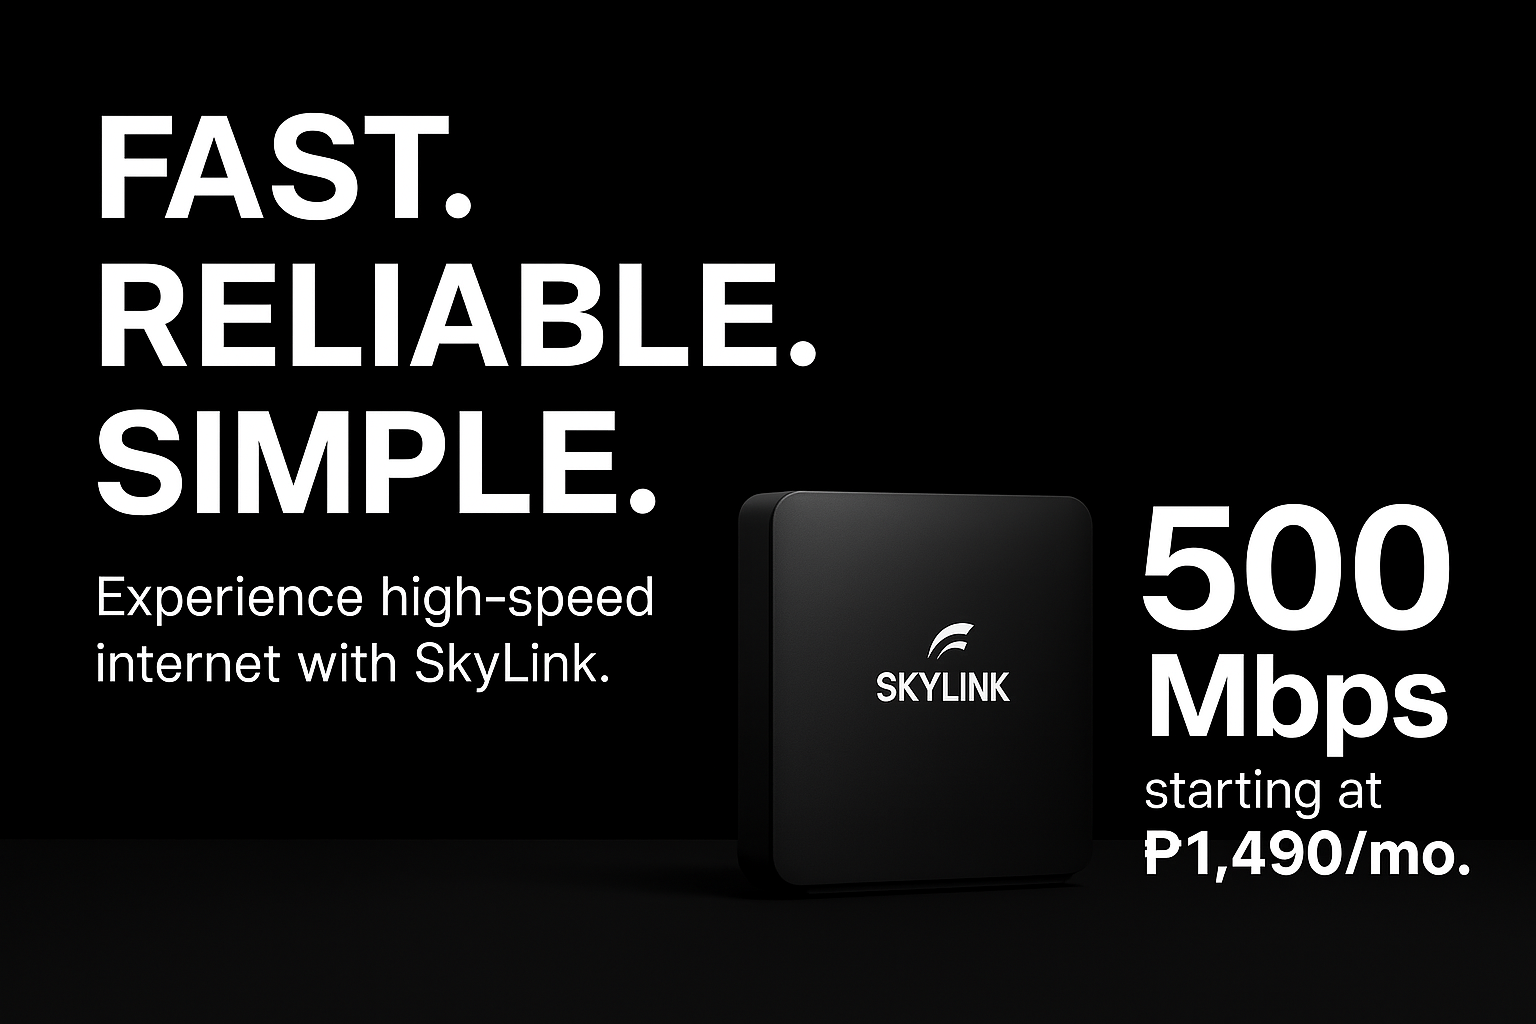 FAST.
RELIABLE.
SIMPLE.
Experience high-speed
internet with SkyLink.
SKYLINK
500
Mbps
starting at
₱1,490/mo.